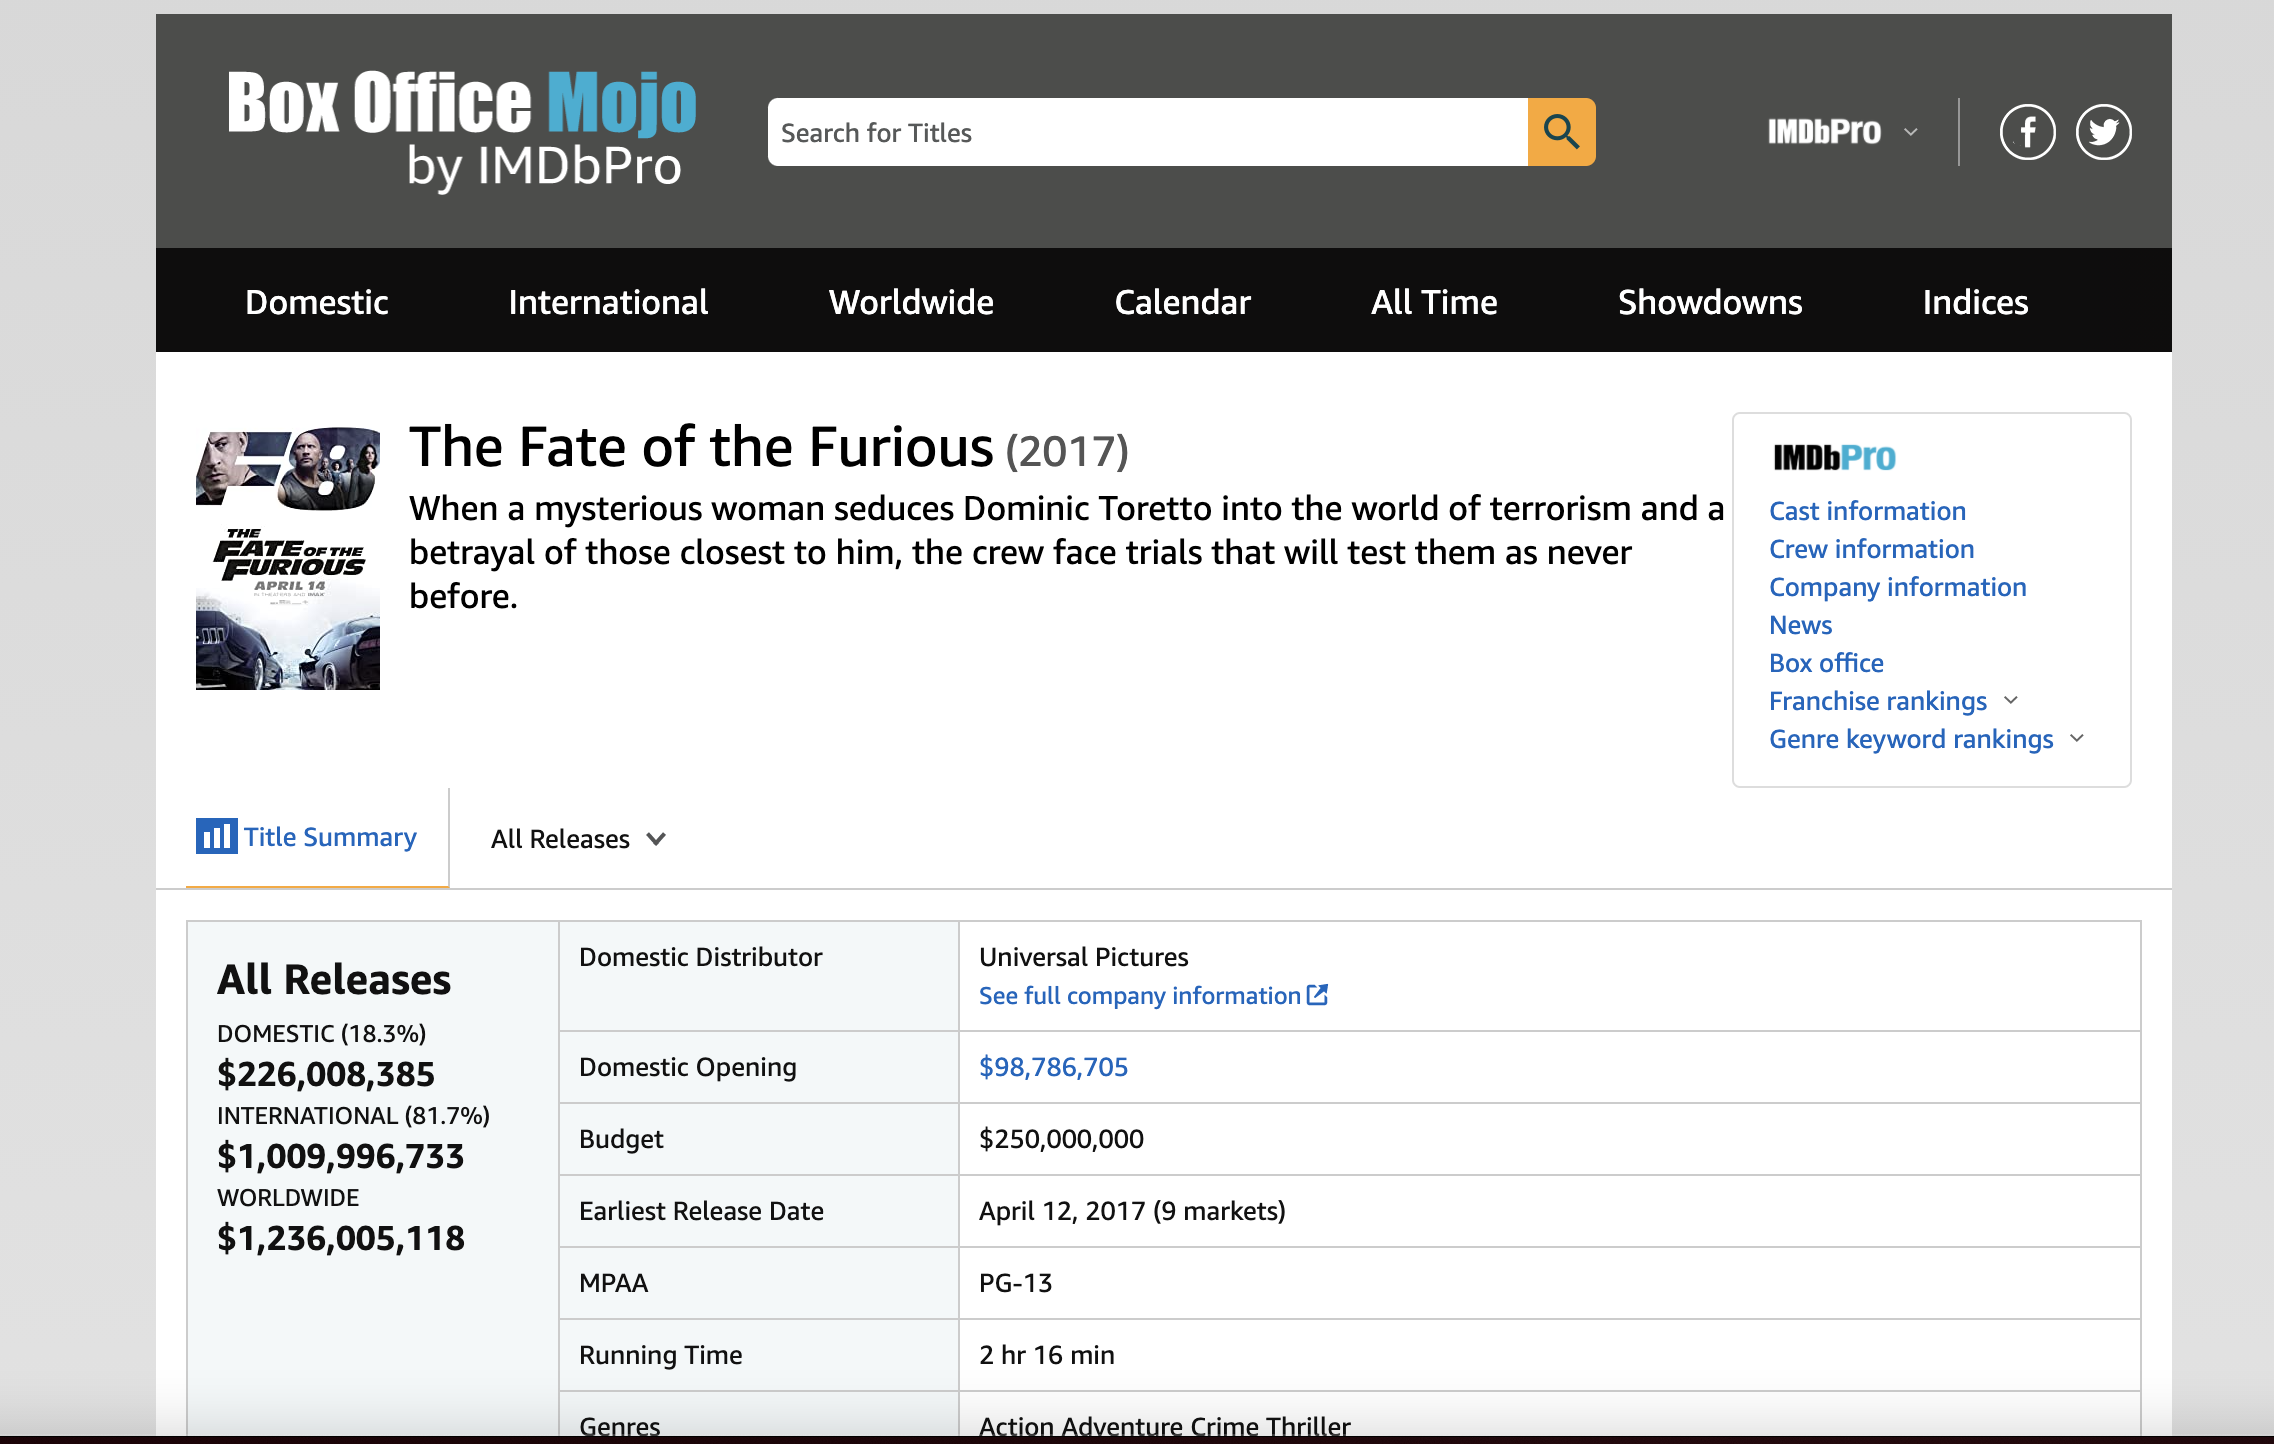 Box Office Mojo
by IMDbPro
Search for Titles
IMDbPro
Domestic International Worldwide Calendar All Time Showdowns Indices
F8
THE
FATE OF THE
FURIOUS
APRIL 14
IN THEATERS AND IMAX
The Fate of the Furious (2017)
When a mysterious woman seduces Dominic Toretto into the world of terrorism and a
betrayal of those closest to him, the crew face trials that will test them as never
before.
IMDbPro
Cast information
Crew information
Company information
News
Box office
Franchise rankings
Genre keyword rankings
Title Summary
All Releases
All Releases
DOMESTIC (18.3%)
$226,008,385
INTERNATIONAL (81.7%)
$1,009,996,733
WORLDWIDE
$1,236,005,118
Domestic Distributor Universal Pictures
See full company information
Domestic Opening $98,786,705
Budget $250,000,000
Earliest Release Date April 12, 2017 (9 markets)
MPAA PG-13
Running Time 2 hr 16 min
Genres Action Adventure Crime Thriller